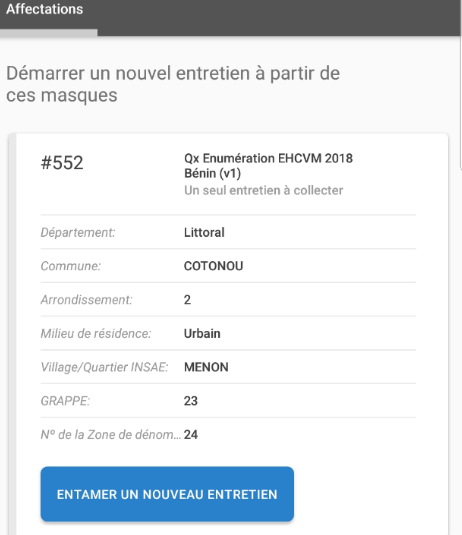 Affectations
Démarrer un nouvel entretien à partir de
ces masques
#552
Qx Enumération EHCVM 2018
Bénin (v1)
Un seul entretien à collecter
Département: Littoral
Commune: COTONOU
Arrondissement: 2
Milieu de résidence: Urbain
Village/Quartier INSAE: MENON
GRAPPE: 23
Nº de la Zone de dénom... 24
ENTAMER UN NOUVEAU ENTRETIEN